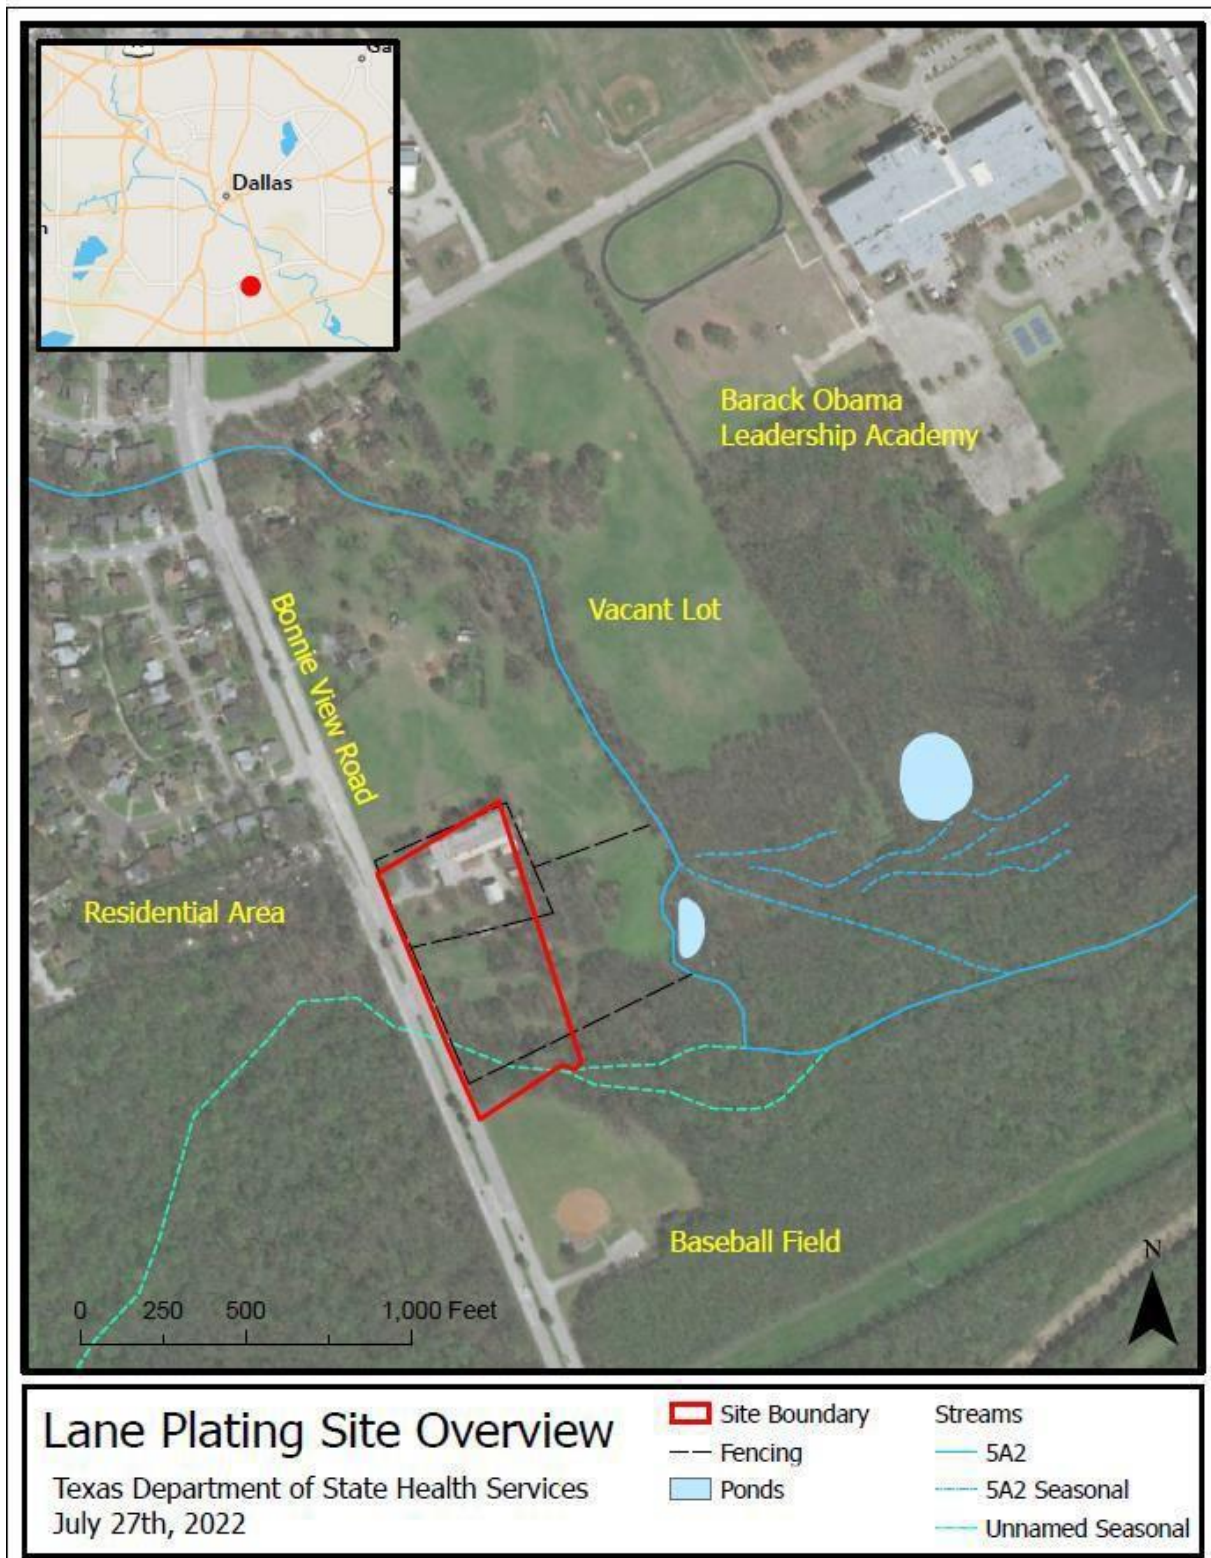 Dallas
Barack Obama
Leadership Academy
Vacant Lot
Bonnie View Road
Residential Area
Baseball Field
N
0 250 500 1,000 Feet
Lane Plating Site Overview
Texas Department of State Health Services
July 27th, 2022
Site Boundary
Fencing
Ponds
Streams
5A2
5A2 Seasonal
Unnamed Seasonal